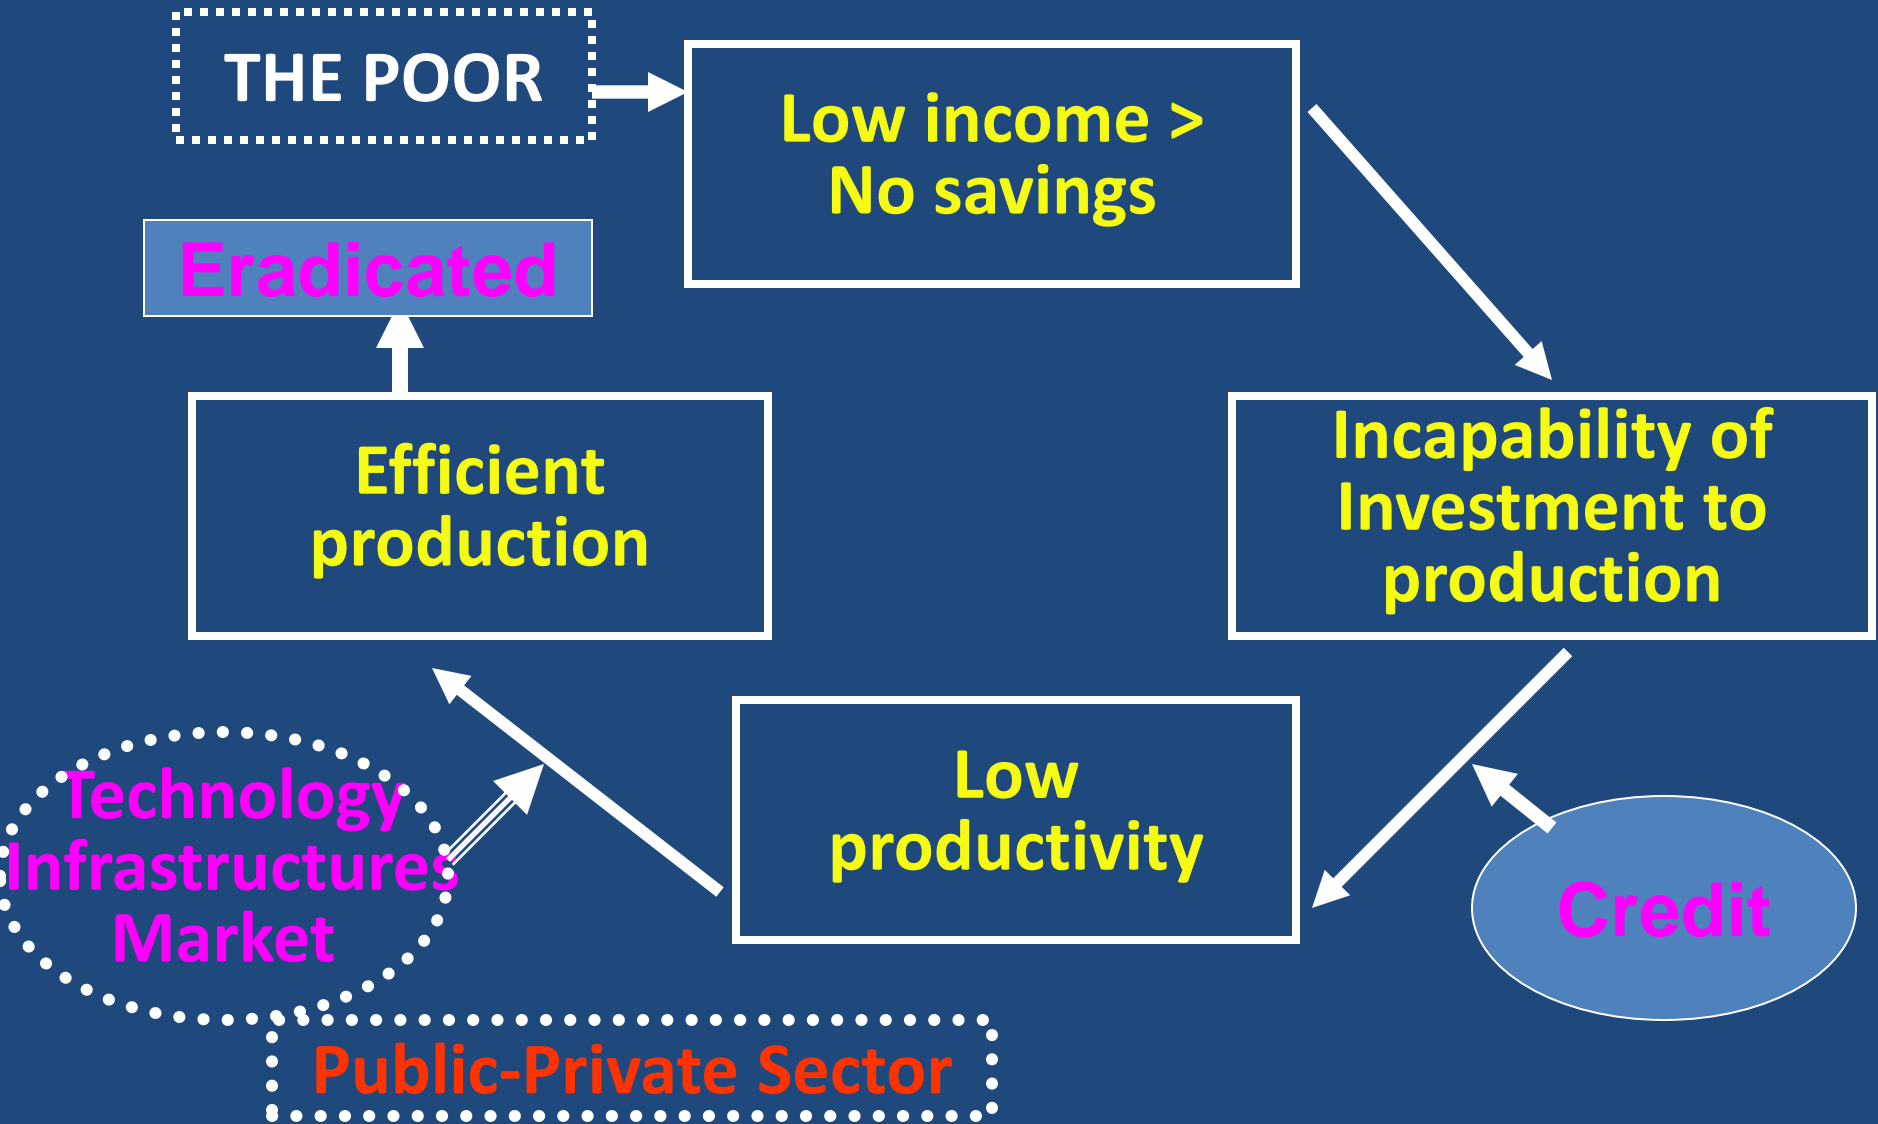 THE POOR
Low income >
No savings
Eradicated
Efficient
production
Incapability of
Investment to
production
Low
productivity
Technology
Infrastructures
Market
Credit
Public-Private Sector